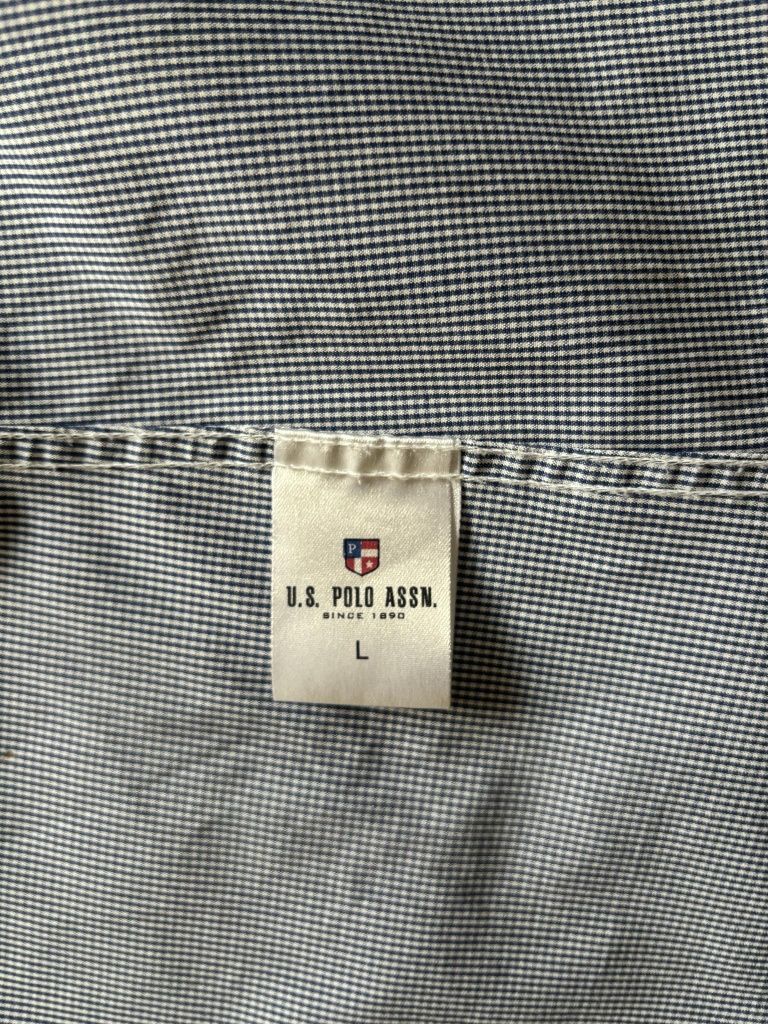 P
U.S. POLO ASSN.
SINCE 1890
L